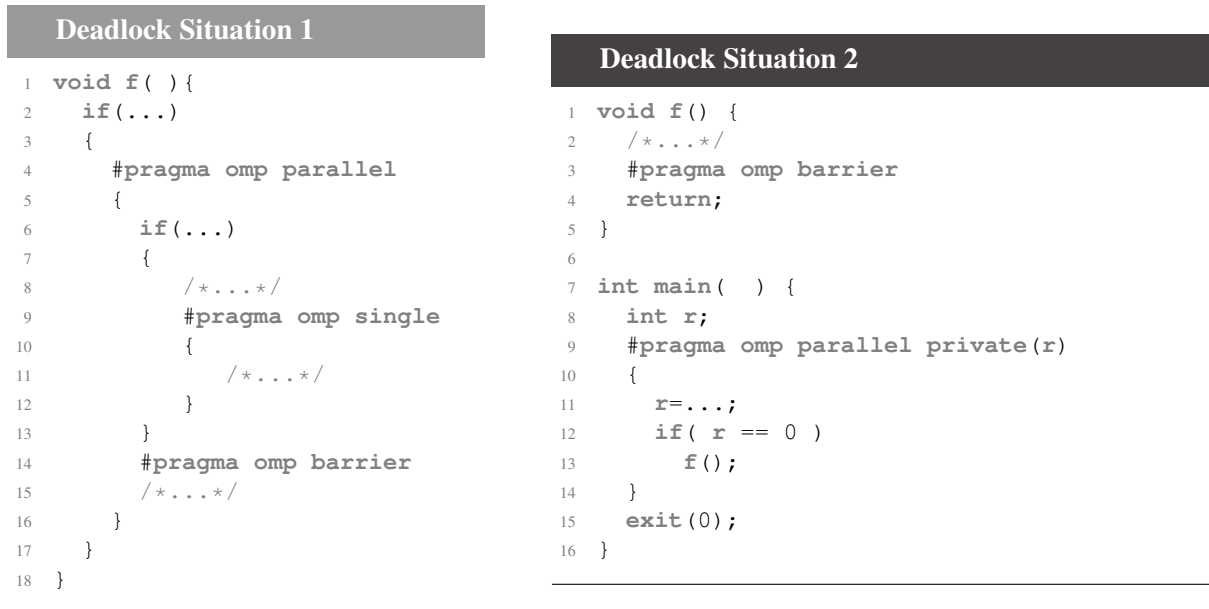 Deadlock Situation 1
1 void f( ){
2 if(...)
3 {
4 #pragma omp parallel
5 {
6 if(...)
7 {
8 /*...*/
9 #pragma omp single
10 {
11 /*...*/
12 }
13 }
14 #pragma omp barrier
15 /*...*/
16 }
17 }
18 }
Deadlock Situation 2
1 void f() {
2 /*...*/
3 #pragma omp barrier
4 return;
5 }
6
7 int main( ) {
8 int r;
9 #pragma omp parallel private(r)
10 {
11 r=...;
12 if( r == 0 )
13 f();
14 }
15 exit(0);
16 }